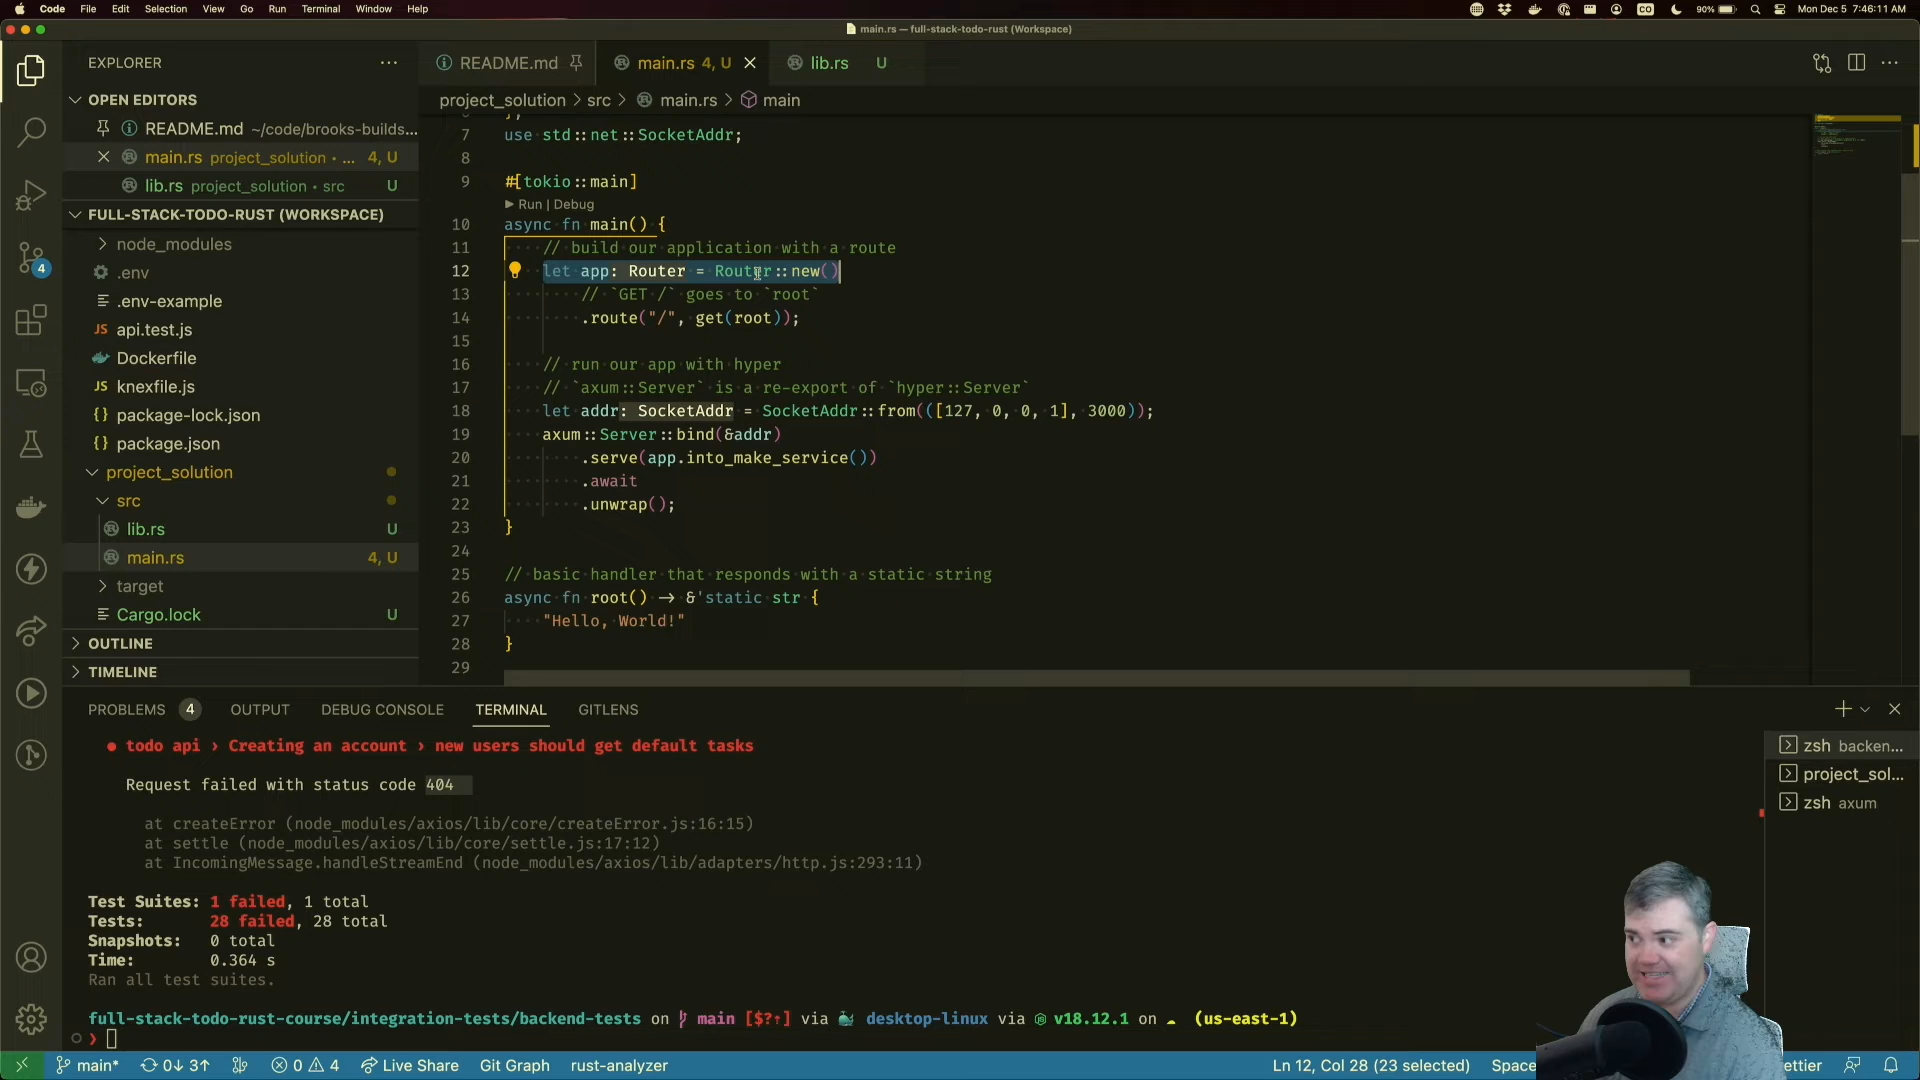 Code File Edit Selection View Go Run Terminal Window Help
CO 90% Mon Dec 5 7:46:11 AM
main.rs — full-stack-todo-rust (Workspace)
EXPLORER
README.md
main.rs 4, U
lib.rs U
OPEN EDITORS
README.md ~/code/brooks-builds...
main.rs project_solution • ... 4, U
lib.rs project_solution • src U
FULL-STACK-TODO-RUST (WORKSPACE)
node_modules
.env
.env-example
JS api.test.js
Dockerfile
JS knexfile.js
{} package-lock.json
{} package.json
project_solution
src
lib.rs U
main.rs 4, U
target
Cargo.lock U
OUTLINE
TIMELINE
4
project_solution > src > main.rs > main
7 use std::net::SocketAddr;
8
9 #[tokio::main]
Run | Debug
10 async fn main() {
11 // build our application with a route
12 let app: Router = Router::new()
13 // `GET /` goes to `root`
14 .route("/", get(root));
15
16 // run our app with hyper
17 // `axum::Server` is a re-export of `hyper::Server`
18 let addr: SocketAddr = SocketAddr::from(([127, 0, 0, 1], 3000));
19 axum::Server::bind(&addr)
20 .serve(app.into_make_service())
21 .await
22 .unwrap();
23 }
24
25 // basic handler that responds with a static string
26 async fn root() → &'static str {
27 "Hello, World!"
28 }
29
PROBLEMS 4 OUTPUT DEBUG CONSOLE TERMINAL GITLENS
● todo api › Creating an account › new users should get default tasks
Request failed with status code 404
at createError (node_modules/axios/lib/core/createError.js:16:15)
at settle (node_modules/axios/lib/core/settle.js:17:12)
at IncomingMessage.handleStreamEnd (node_modules/axios/lib/adapters/http.js:293:11)
Test Suites: 1 failed, 1 total
Tests: 28 failed, 28 total
Snapshots: 0 total
Time: 0.364 s
Ran all test suites.
full-stack-todo-rust-course/integration-tests/backend-tests on main [$?⇡] via desktop-linux via v18.12.1 on (us-east-1)
❯
zsh backen...
project_sol...
zsh axum
main* 0↓ 3↑ 0 4 Live Share Git Graph rust-analyzer
Ln 12, Col 28 (23 selected) Space
ettier